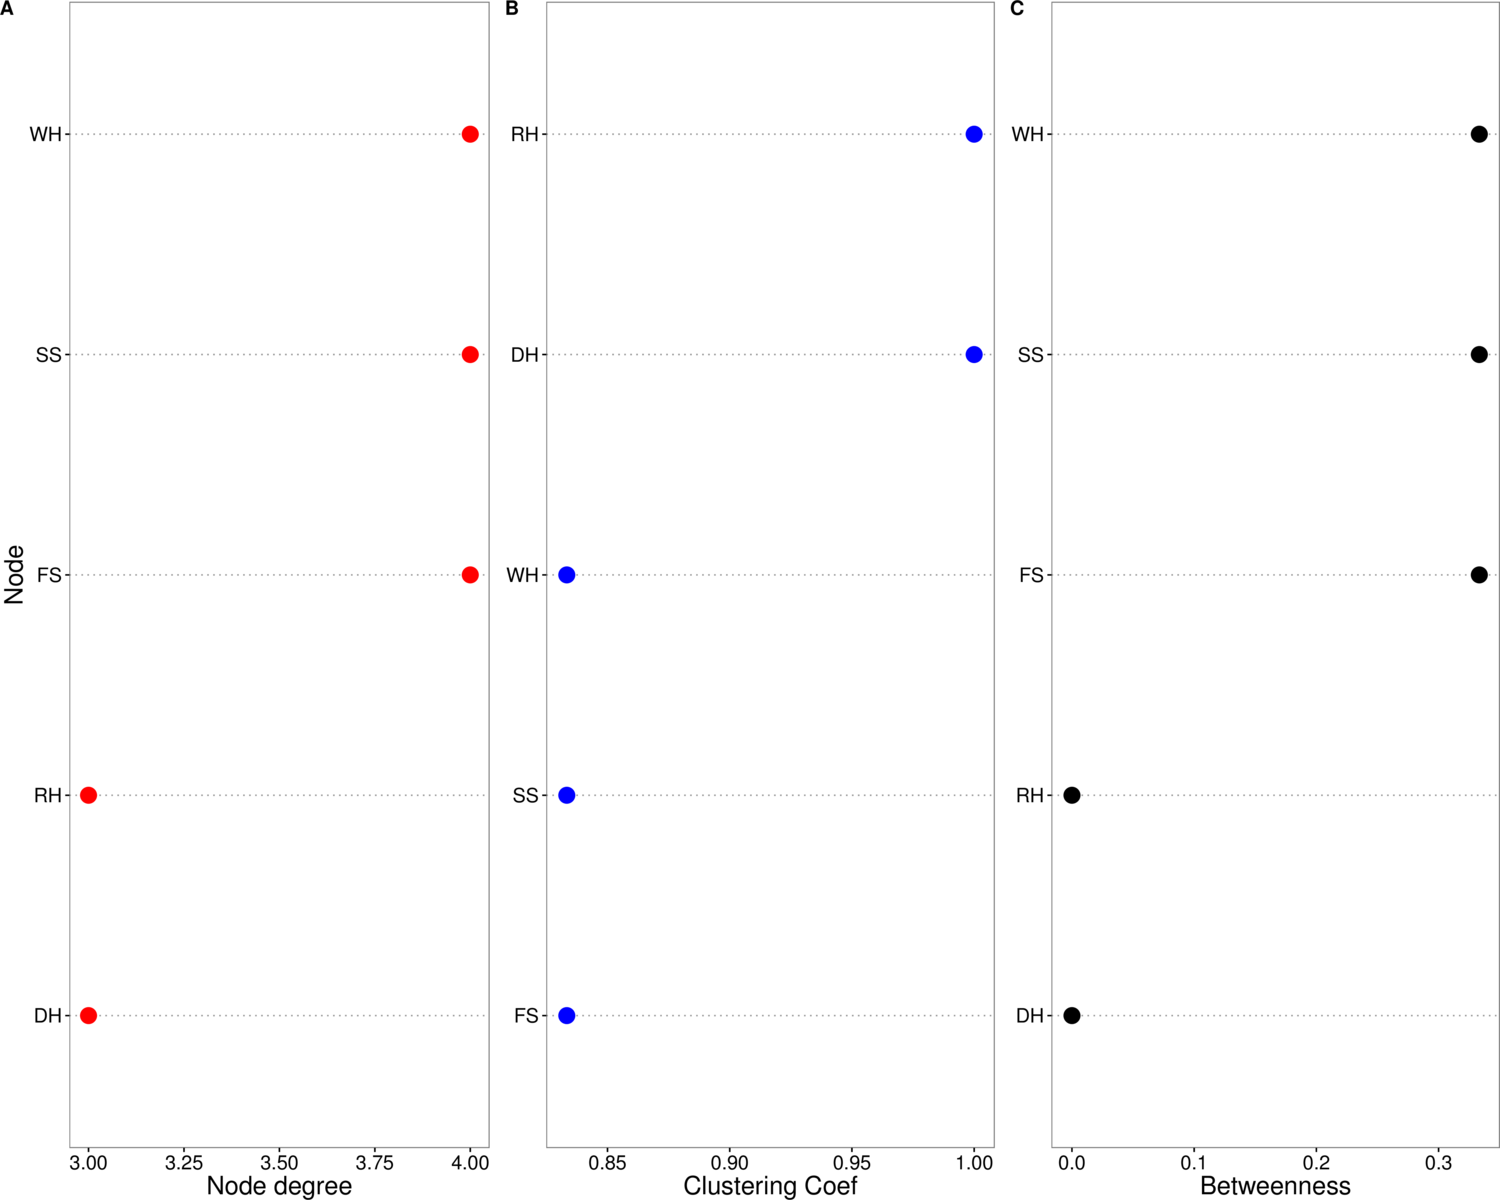 A
B
C
WH
SS
FS
RH
DH
Node
3.00 3.25 3.50 3.75 4.00
Node degree
RH
DH
WH
SS
FS
0.85 0.90 0.95 1.00
Clustering Coef
WH
SS
FS
RH
DH
0.0 0.1 0.2 0.3
Betweenness